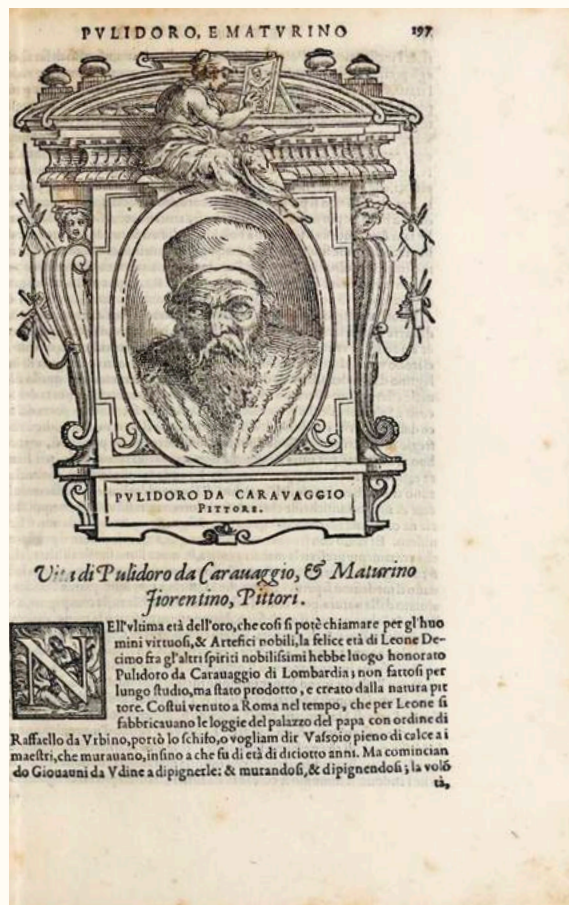 PVLIDORO, E MATVRINO 197
PVLIDORO DA CARAVAGGIO
PITTORE.
Vita di Pulidoro da Carauaggio, & Maturino
Fiorentino, Pittori.
NEll'vltima età dell'oro, che cosi si potè chiamare per gl'huo
mini virtuosi, & Artefici nobili, la felice età di Leone De-
cimo fra gl'altri spiriti nobilissimi hebbe luogo honorato
Pulidoro da Carauaggio di Lombardia; non fattosi per
lungo studio, ma stato prodotto, e creato dalla natura pit
tore. Costui venuto a Roma nel tempo, che per Leone si
fabbricauano le loggie del palazzo del papa con ordine di
Raffaello da Vrbino, portò lo schifo, o vogliam dir Vassoio pieno di calce a i
maestri, che murauano, insino a che fu di età di diciotto anni. Ma comincian
do Giouauni da Vdine a dipignerle: & murandosi, & dipignendosi; la volõ
tà,